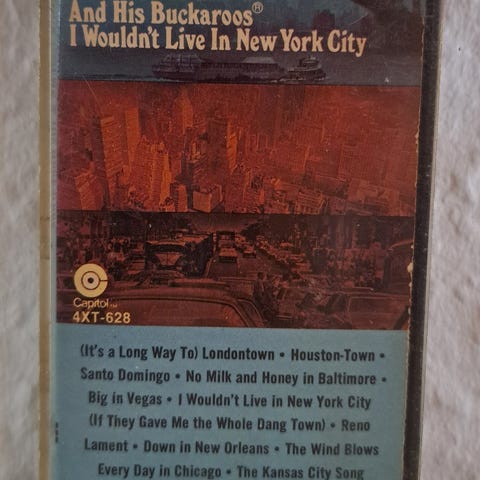 And His Buckaroos®
I Wouldn't Live In New York City
Capitol™
4XT-628
(It's a Long Way To) Londontown • Houston-Town •
Santo Domingo • No Milk and Honey in Baltimore •
Big in Vegas • I Wouldn't Live in New York City
(If They Gave Me the Whole Dang Town) • Reno
Lament • Down in New Orleans • The Wind Blows
Every Day in Chicago • The Kansas City Song